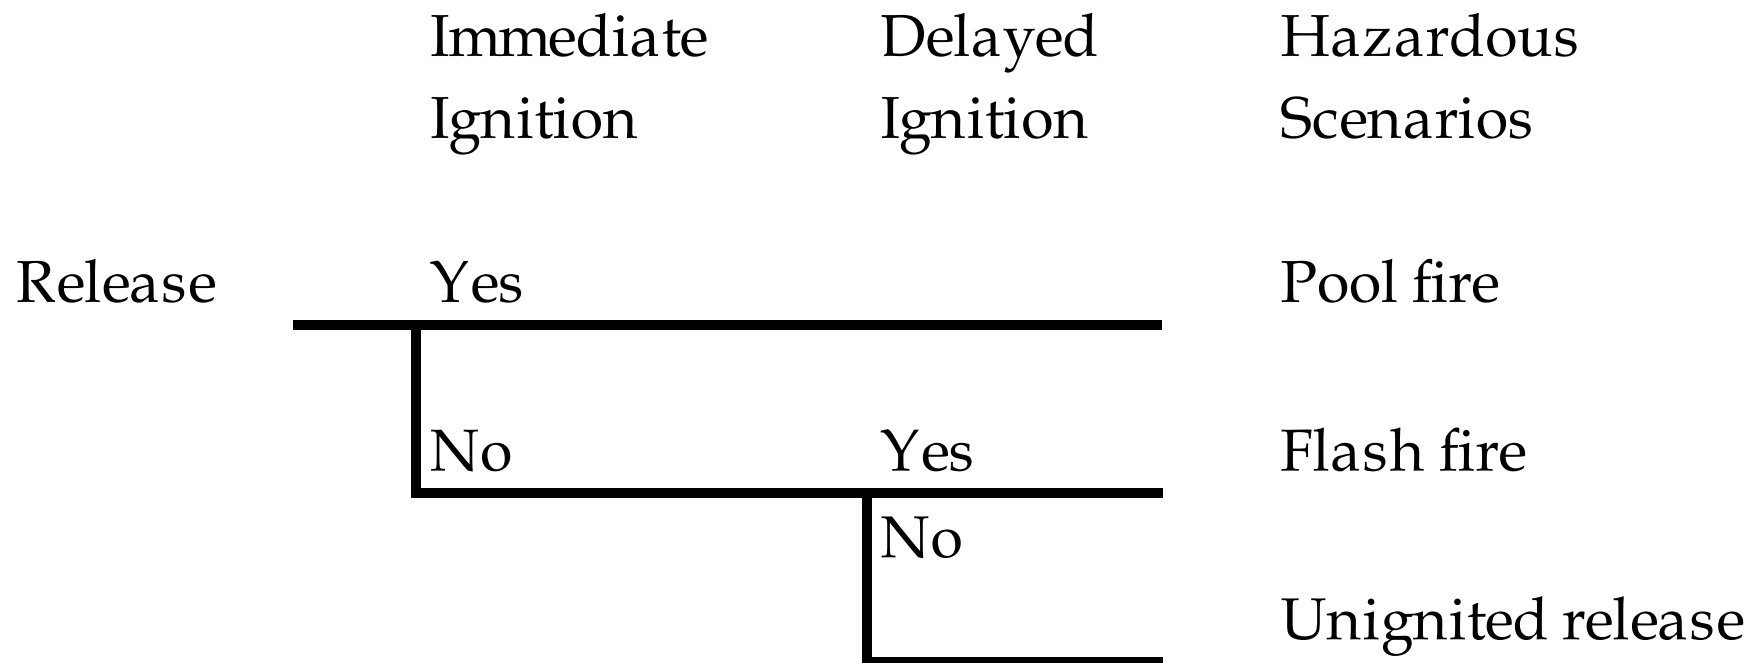 Immediate Ignition
Delayed Ignition
Hazardous Scenarios
Release
Yes
Pool fire
No
Yes
Flash fire
No
Unignited release